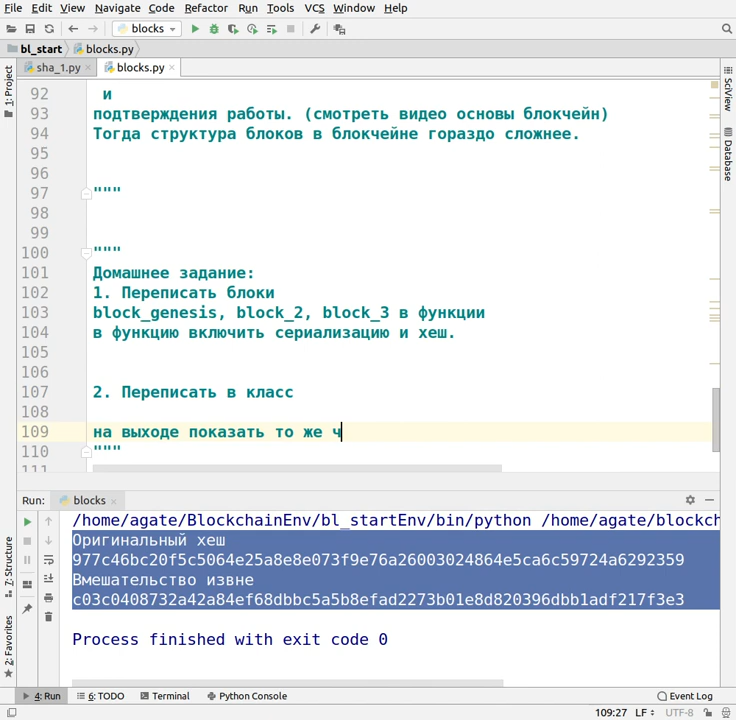 File Edit View Navigate Code Refactor Run Tools VCS Window Help
blocks
bl_start blocks.py
sha_1.py blocks.py
1: Project
SciView
Database
92 и
93 подтверждения работы. (смотреть видео основы блокчейн)
94 Тогда структура блоков в блокчейне гораздо сложнее.
95
96
97 """
98
99
100 """
101 Домашнее задание:
102 1. Переписать блоки
103 block_genesis, block_2, block_3 в функции
104 в функцию включить сериализацию и хеш.
105
106
107 2. Переписать в класс
108
109 на выходе показать то же ч
110 """
111
Run: blocks
/home/agate/BlockchainEnv/bl_startEnv/bin/python /home/agate/blockch
Оригинальный хеш
977c46bc20f5c5064e25a8e8e073f9e76a26003024864e5ca6c59724a6292359
Вмешательство извне
c03c0408732a42a84ef68dbbc5a5b8efad2273b01e8d820396dbb1adf217f3e3
Process finished with exit code 0
7: Structure
2: Favorites
4: Run 6: TODO Terminal Python Console Event Log
109:27 LF UTF-8